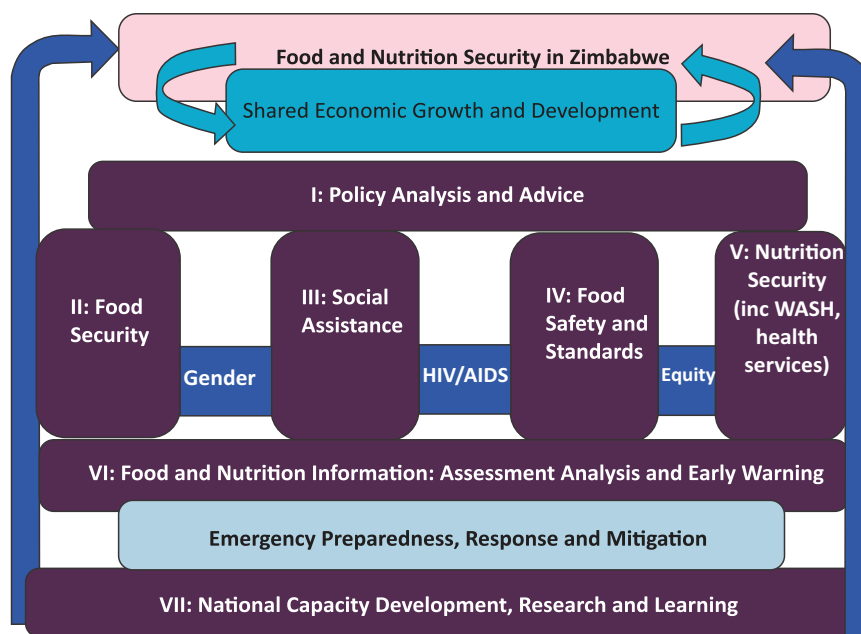 Food and Nutrition Security in Zimbabwe
Shared Economic Growth and Development
I: Policy Analysis and Advice
II: Food
Security
III: Social
Assistance
IV: Food
Safety and
Standards
V: Nutrition
Security
(inc WASH,
health
services)
Gender
HIV/AIDS
Equity
VI: Food and Nutrition Information: Assessment Analysis and Early Warning
Emergency Preparedness, Response and Mitigation
VII: National Capacity Development, Research and Learning